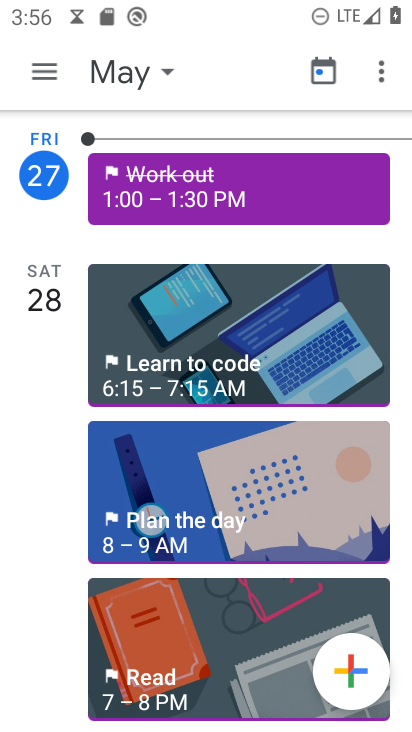 3:56
LTE
May
FRI
27
Work out
1:00 – 1:30 PM
SAT
28
Learn to code
6:15 – 7:15 AM
Plan the day
8 – 9 AM
Read
7 – 8 PM